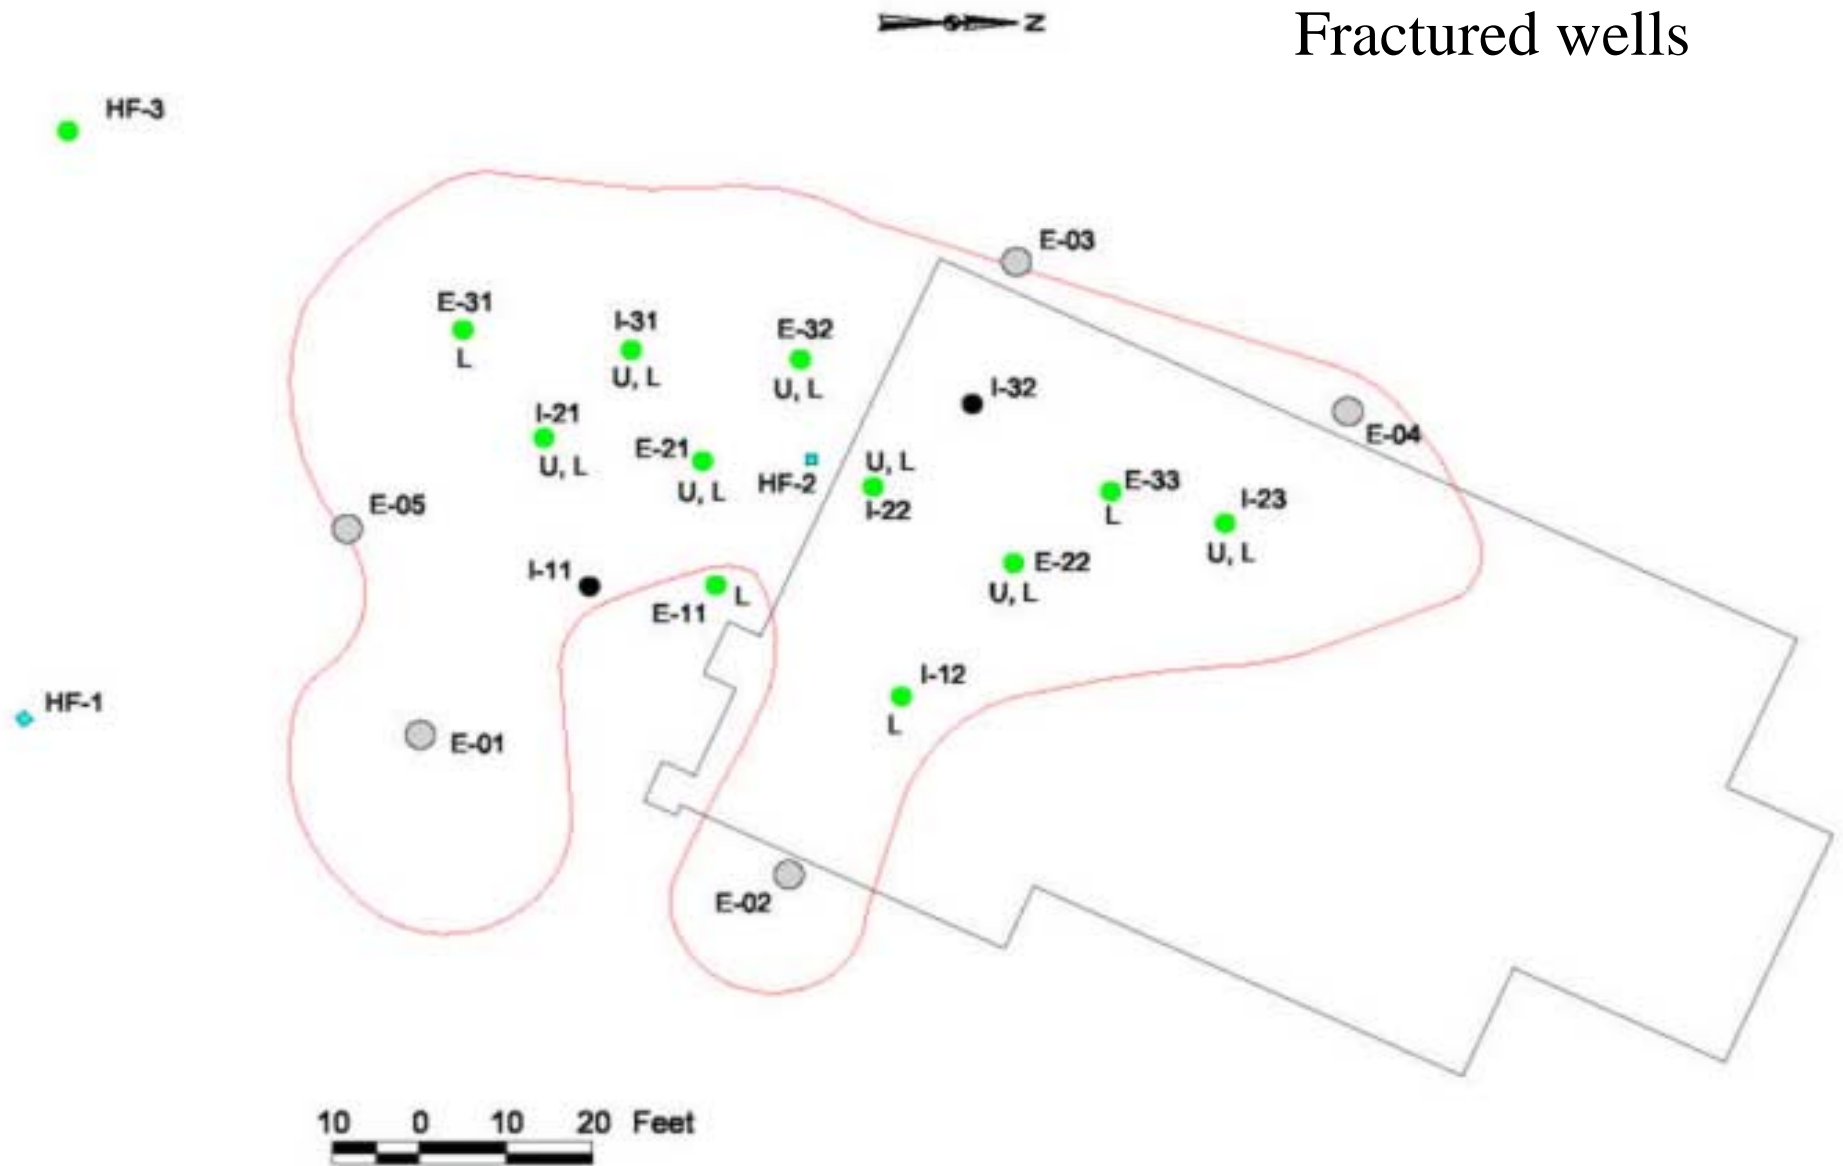 N
Fractured wells
HF-3
E-03
E-31
L
I-31
U, L
E-32
U, L
I-32
I-21
U, L
E-21
U, L
HF-2
U, L
I-22
E-04
E-33
L
I-23
U, L
E-05
I-11
E-11
L
E-22
U, L
I-12
L
HF-1
E-01
E-02
10 0 10 20 Feet